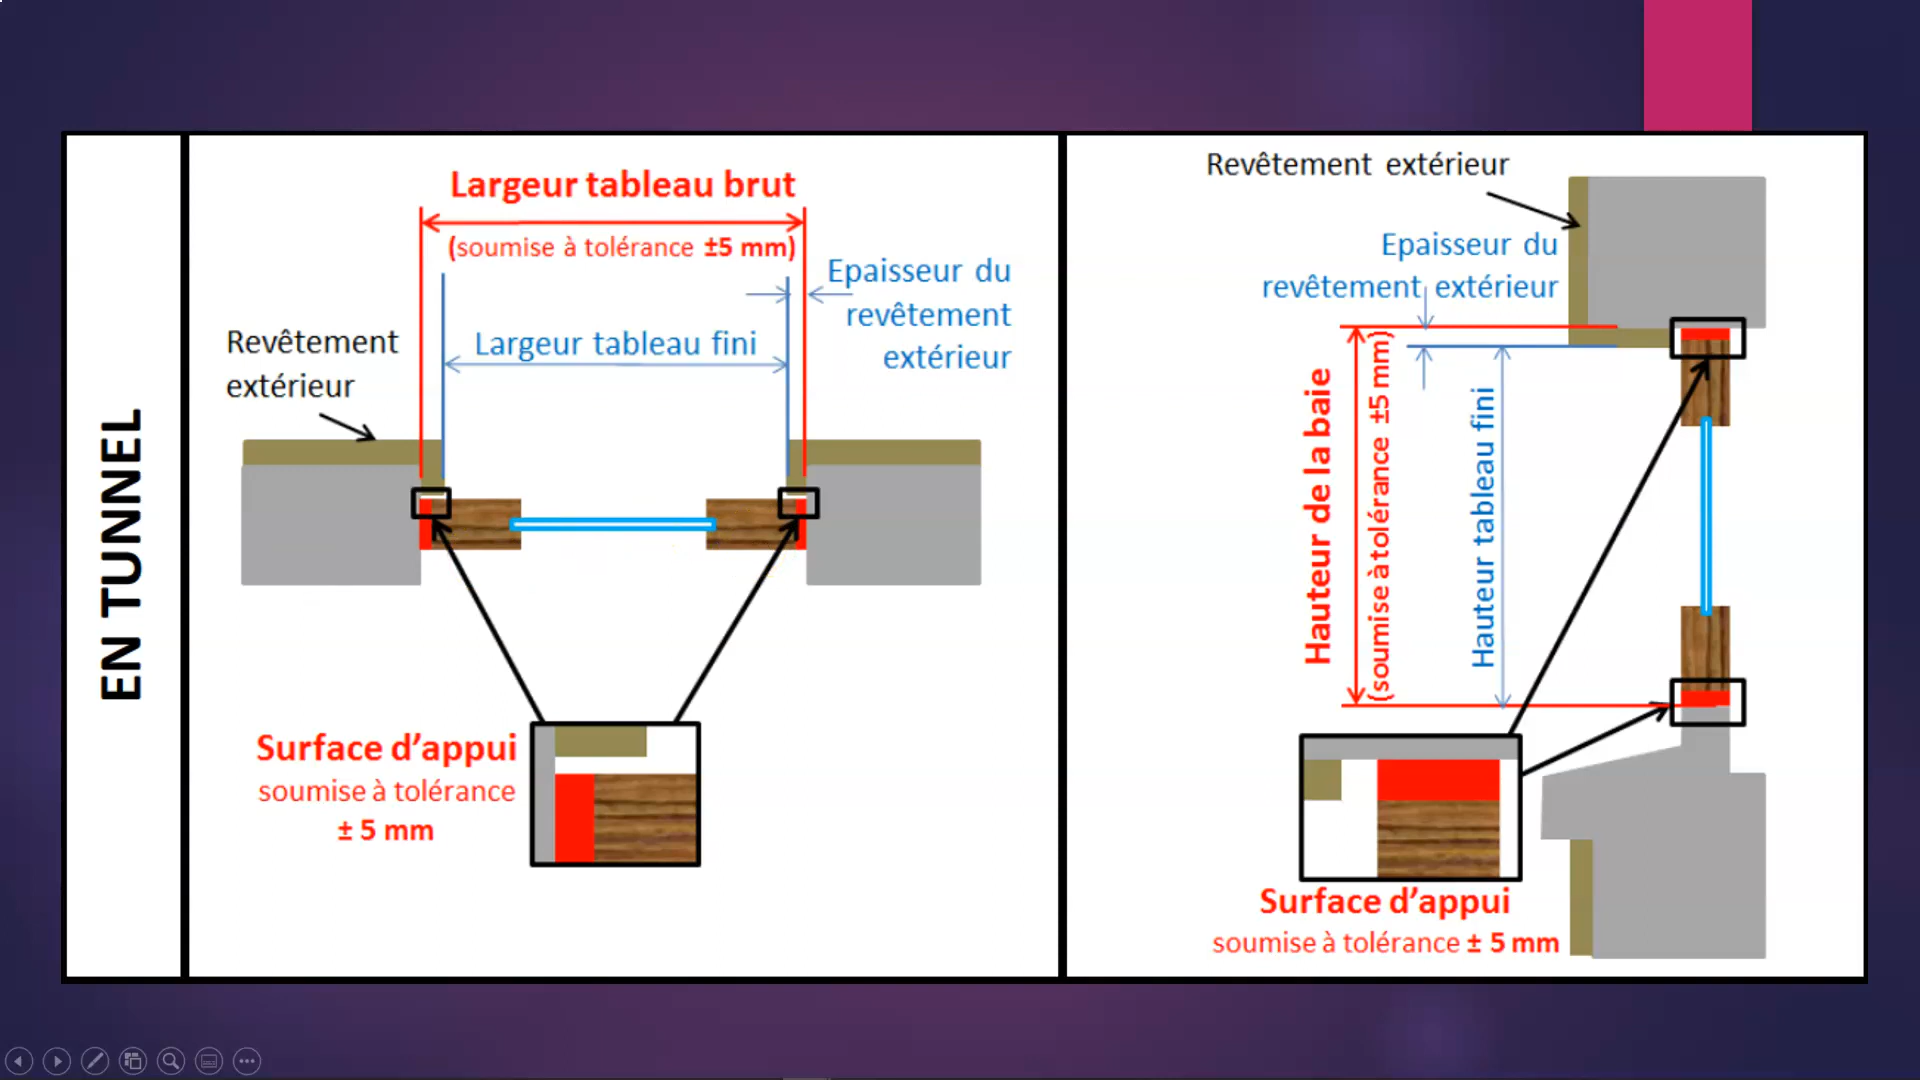 EN TUNNEL
Largeur tableau brut
(soumise à tolérance ±5 mm)
Epaisseur du
revêtement
extérieur
Largeur tableau fini
Revêtement
extérieur
Surface d’appui
soumise à tolérance
± 5 mm
Revêtement extérieur
Epaisseur du
revêtement extérieur
Hauteur de la baie
(soumise à tolérance ±5 mm)
Hauteur tableau fini
Surface d’appui
soumise à tolérance ± 5 mm